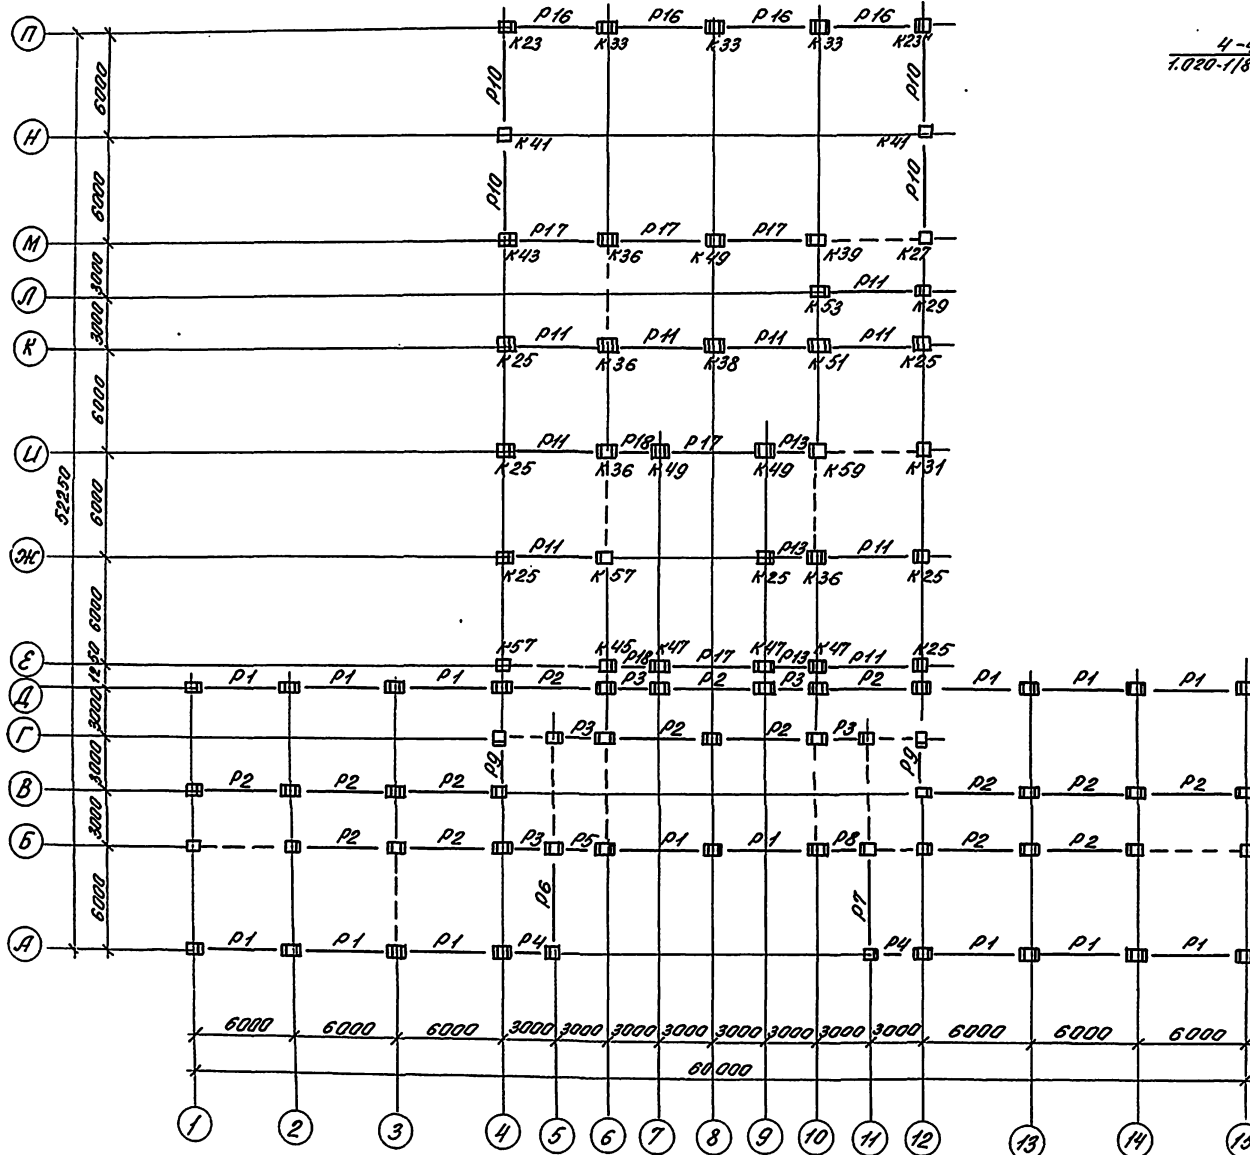 П Р16 Р16 Р16 Р16
К23 К33 К33 К33 К23
4-
1.020-1/8
6000 Р10 Р10
Н К41 К41
6000 Р10 Р10
М Р17 Р17 Р17
К43 К36 К49 К39 К27
3000
Л Р11
К53 К29
3000
К Р11 Р11 Р11 Р11
К25 К36 К38 К51 К25
6000
И Р11 Р18 Р17 Р13
К25 К36 К49 К49 К59 К31
52250
6000
Ж Р11 Р13 Р11
К25 К57 К25 К36 К25
6000
К57 К45 К47 К47 К47 К25
Е Р18 Р17 Р13 Р11
1250
Д Р1 Р1 Р1 Р2 Р3 Р2 Р3 Р2 Р1 Р1 Р1
3000
Г Р3 Р2 Р2 Р3
3000 Р9 Р9
В Р2 Р2 Р2 Р2 Р2 Р2
3000
Б Р2 Р2 Р3 Р5 Р1 Р1 Р8 Р2 Р2
6000 Р6 Р7
А Р1 Р1 Р1 Р4 Р4 Р1 Р1 Р1
6000 6000 6000 3000 3000 3000 3000 3000 3000 3000 3000 6000 6000 6000
60000
1 2 3 4 5 6 7 8 9 10 11 12 13 14 15